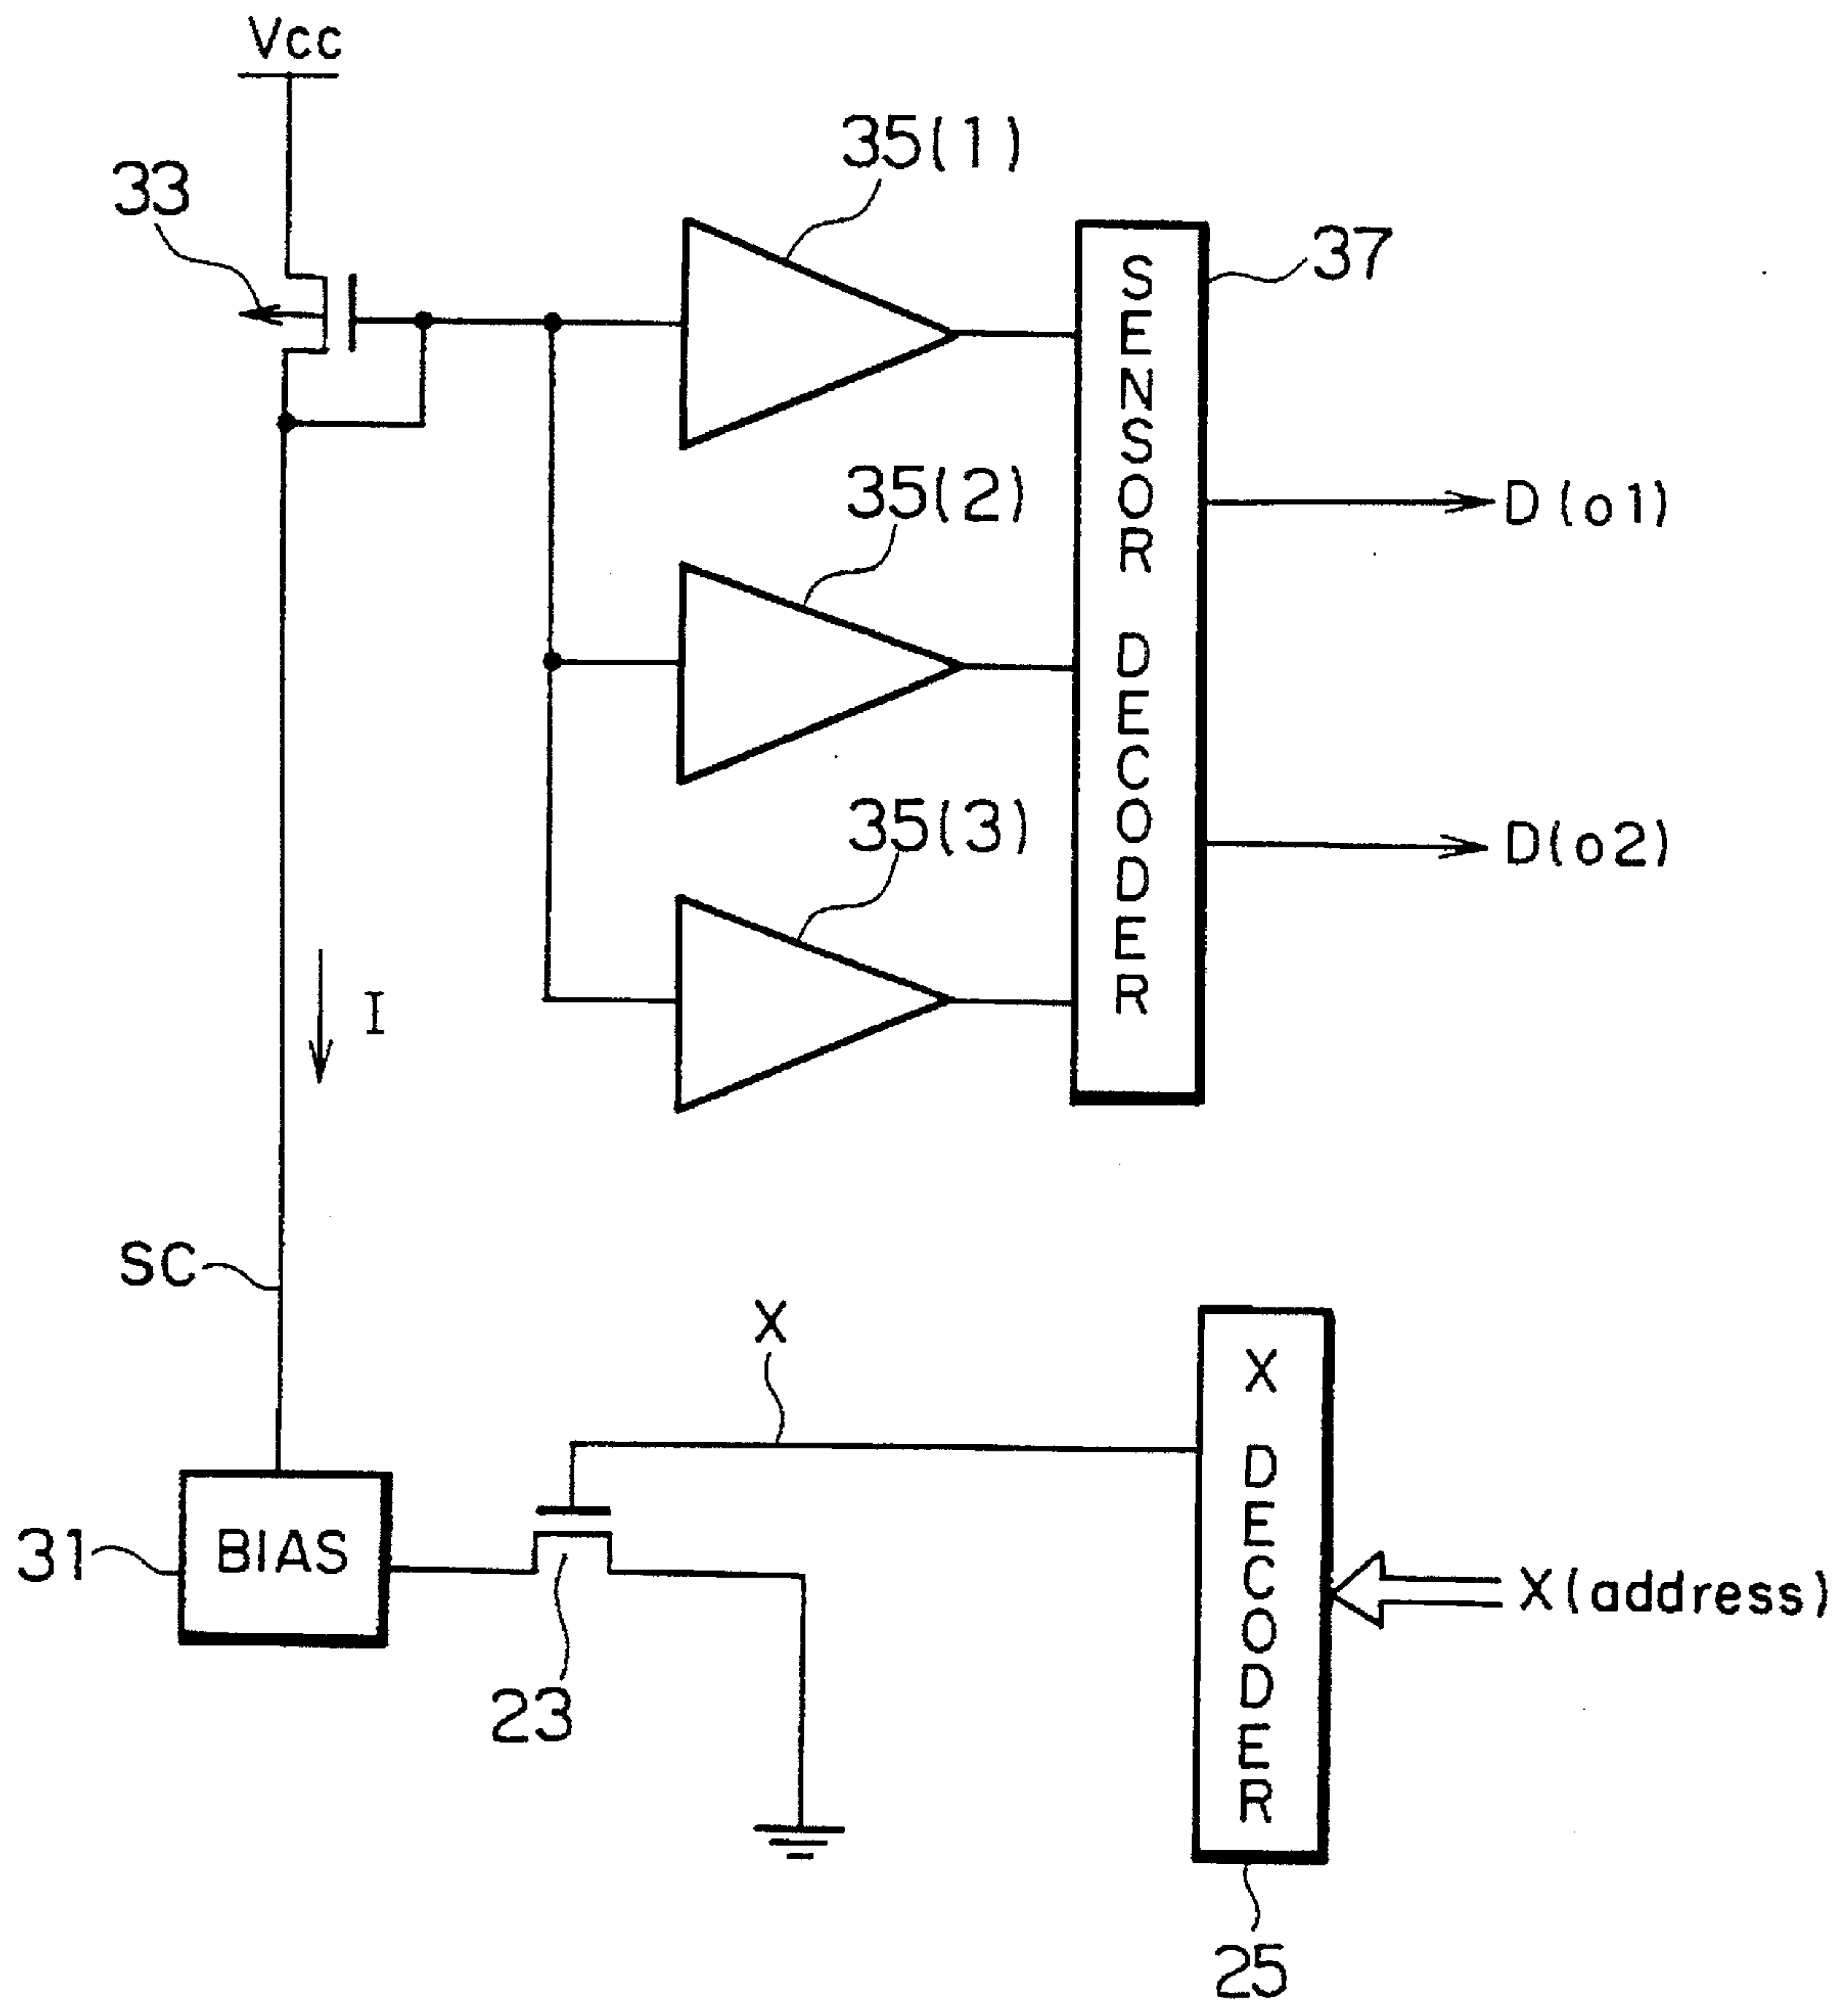 Vcc
33
35(1)
37
SENSOR DECODER
35(2)
D(o1)
35(3)
D(o2)
I
SC
X
X DECODER
31
BIAS
X(address)
23
25